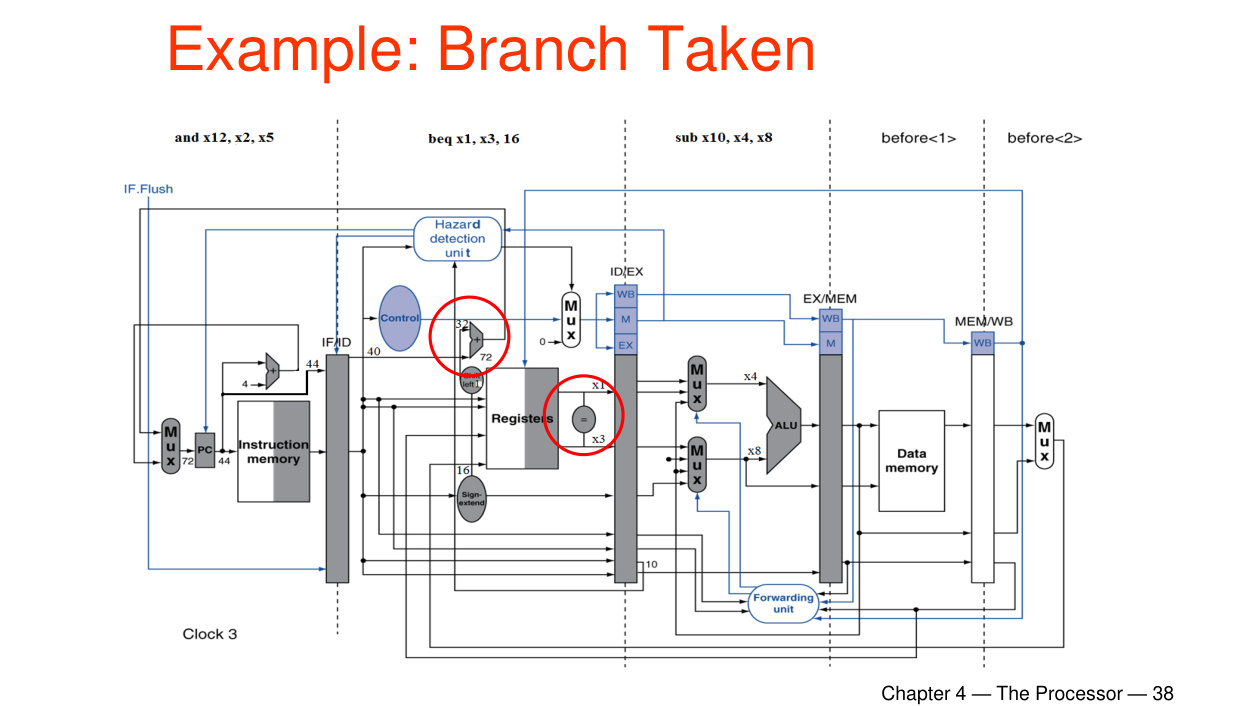 Example: Branch Taken
and x12, x2, x5
beq x1, x3, 16
sub x10, x4, x8
before<1>
before<2>
IF.Flush
Hazard
detection
unit
ID/EX
WB
M
EX
EX/MEM
WB
M
MEM/WB
WB
Control
Mux
0
IF/ID
40
32
+
72
Shift
left 1
44
4
+
Mux
72
PC
44
Instruction
memory
Registers
x1
=
x3
16
Sign-
extend
Mux
x4
ALU
Mux
x8
Data
memory
Mux
10
Forwarding
unit
Clock 3
Chapter 4 — The Processor — 38